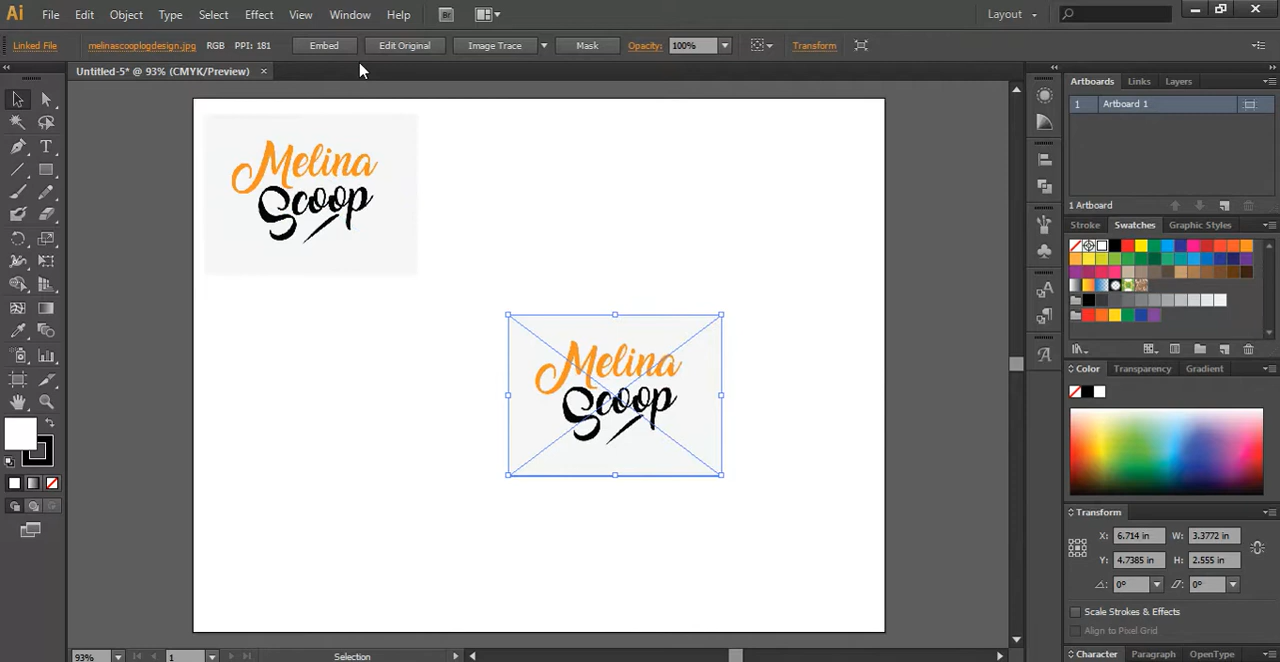 Ai File Edit Object Type Select Effect View Window Help Br Layout
Linked File melinascooplogdesign.jpg RGB PPI: 181 Embed Edit Original Image Trace Mask Opacity: 100% Transform
Untitled-5* @ 93% (CMYK/Preview)
Artboards Links Layers
1 Artboard 1
Melina
Scoop
1 Artboard
Stroke Swatches Graphic Styles
Melina
Scoop
Color Transparency Gradient
Transform
X: 6.714 in W: 3.3772 in
Y: 4.7385 in H: 2.555 in
0° 0°
Scale Strokes & Effects
Align to Pixel Grid
93% 1 Selection
Character Paragraph OpenType